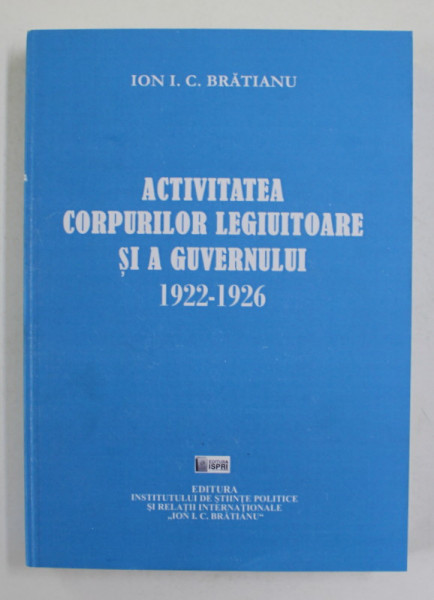 ION I. C. BRĂTIANU
ACTIVITATEA
CORPURILOR LEGIUITOARE
ȘI A GUVERNULUI
1922-1926
EDITURA
ISPRI
EDITURA
INSTITUTULUI DE ȘTIINȚE POLITICE
ȘI RELAȚII INTERNAȚIONALE
„ION I. C. BRĂTIANU”